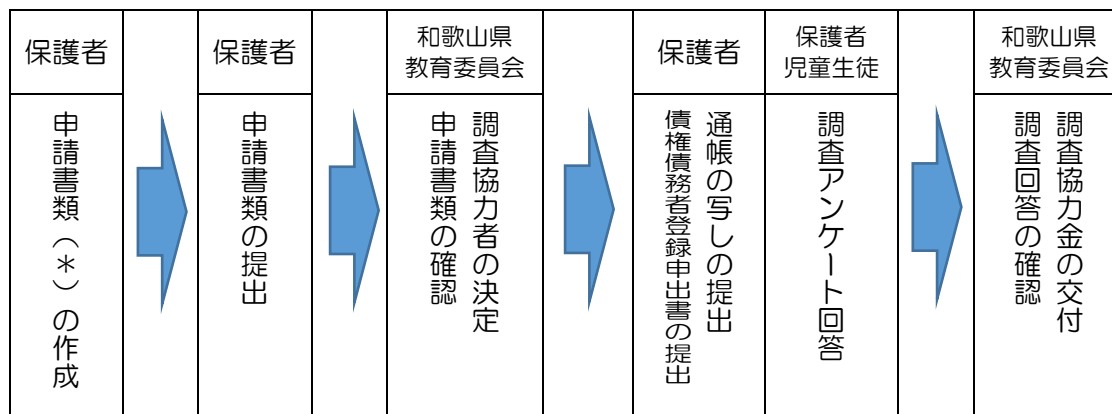 保護者
申請書類（＊）の作成
保護者
申請書類の提出
和歌山県
教育委員会
調査協力者の決定
申請書類の確認
保護者
通帳の写しの提出
債権債務者登録申出書の提出
保護者
児童生徒
調査アンケート回答
和歌山県
教育委員会
調査協力金の交付
調査回答の確認